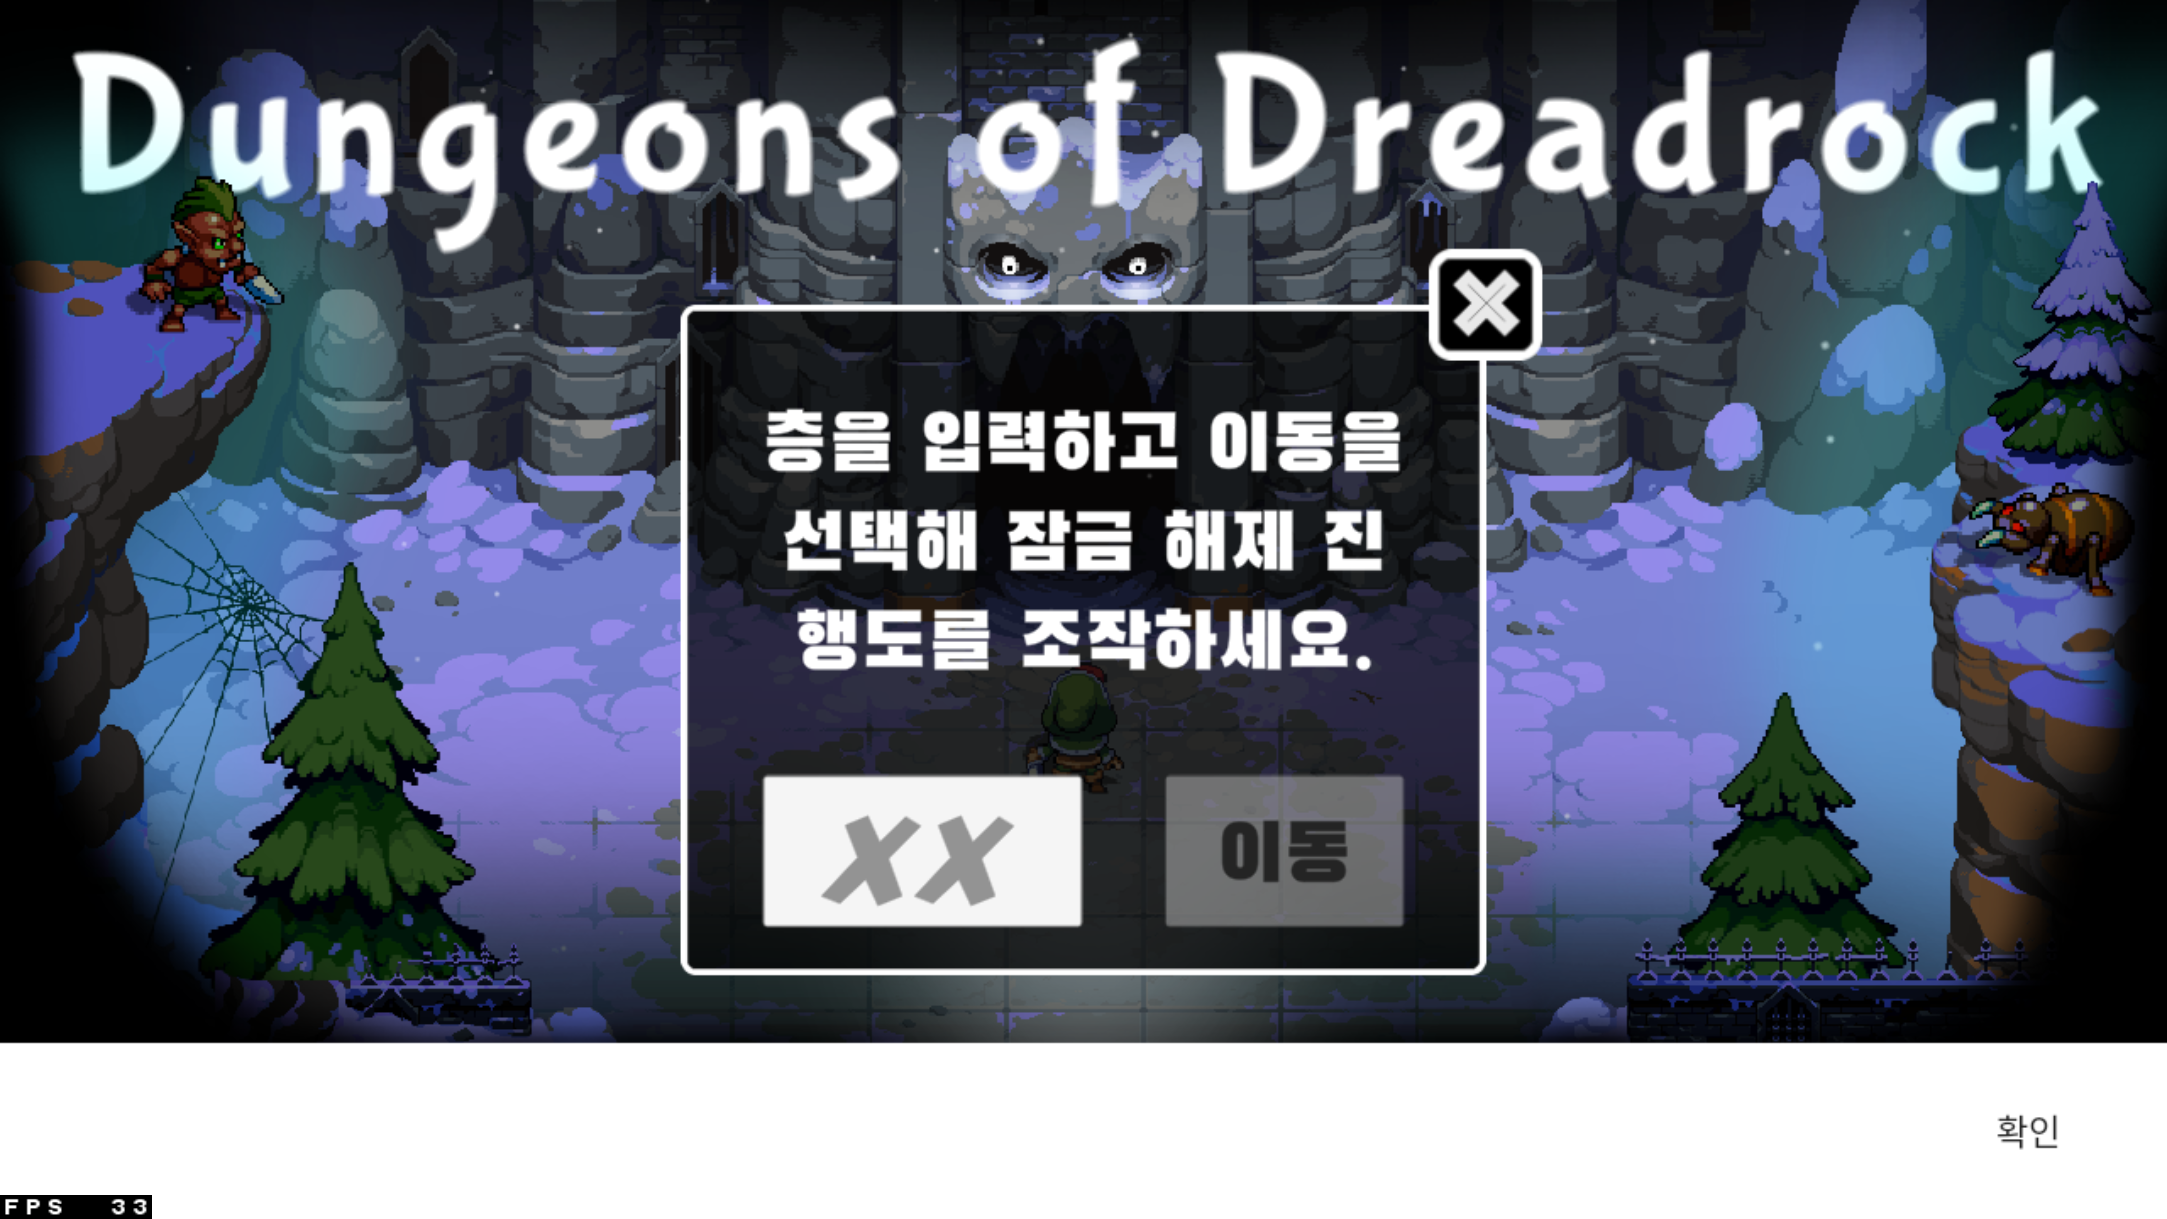 Dungeons of Dreadrock
층을 입력하고 이동을
선택해 잠금 해제 진
행도를 조작하세요.
XX
이동
확인
FPS 33